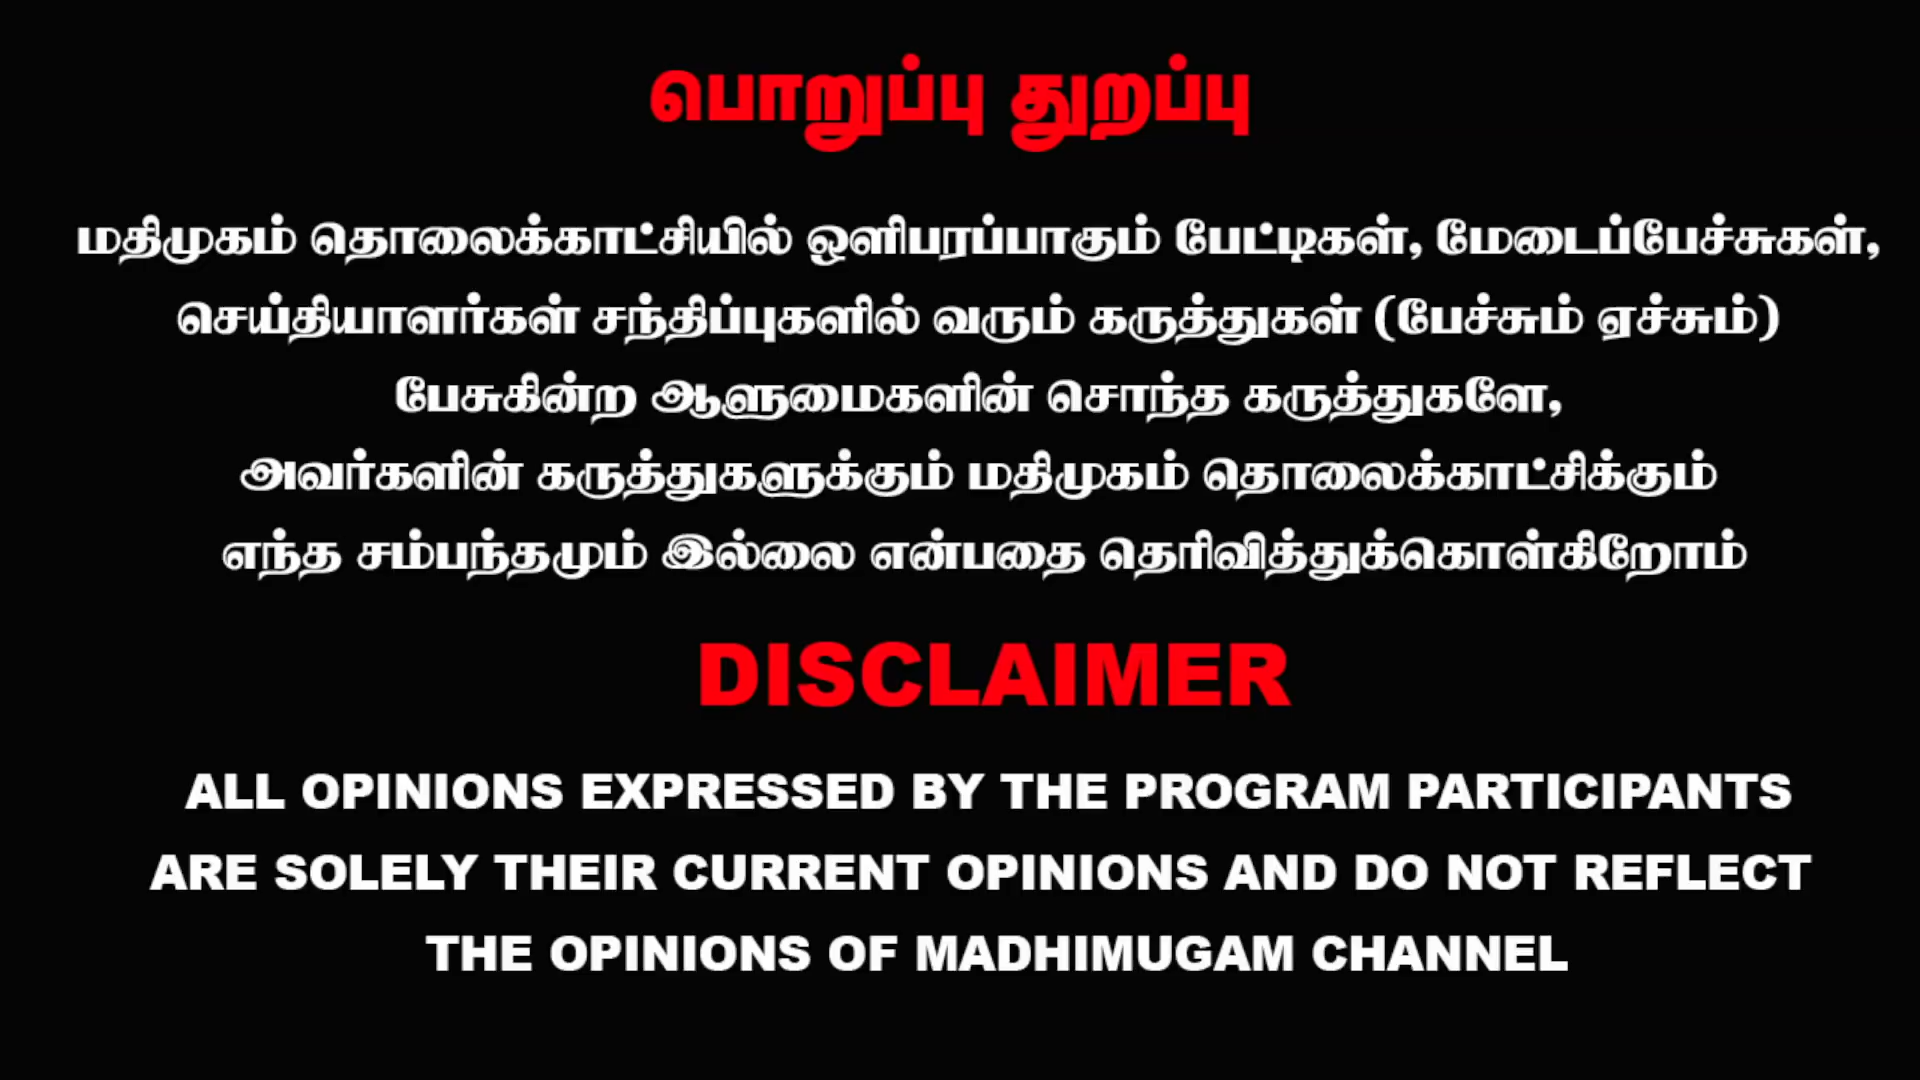 பொறுப்பு துறப்பு
மதிமுகம் தொலைக்காட்சியில் ஒளிபரப்பாகும் பேட்டிகள், மேடைப்பேச்சுகள்,
செய்தியாளர்கள் சந்திப்புகளில் வரும் கருத்துகள் (பேச்சும் ஏச்சும்)
பேசுகின்ற ஆளுமைகளின் சொந்த கருத்துகளே,
அவர்களின் கருத்துகளுக்கும் மதிமுகம் தொலைக்காட்சிக்கும்
எந்த சம்பந்தமும் இல்லை என்பதை தெரிவித்துக்கொள்கிறோம்
DISCLAIMER
ALL OPINIONS EXPRESSED BY THE PROGRAM PARTICIPANTS
ARE SOLELY THEIR CURRENT OPINIONS AND DO NOT REFLECT
THE OPINIONS OF MADHIMUGAM CHANNEL